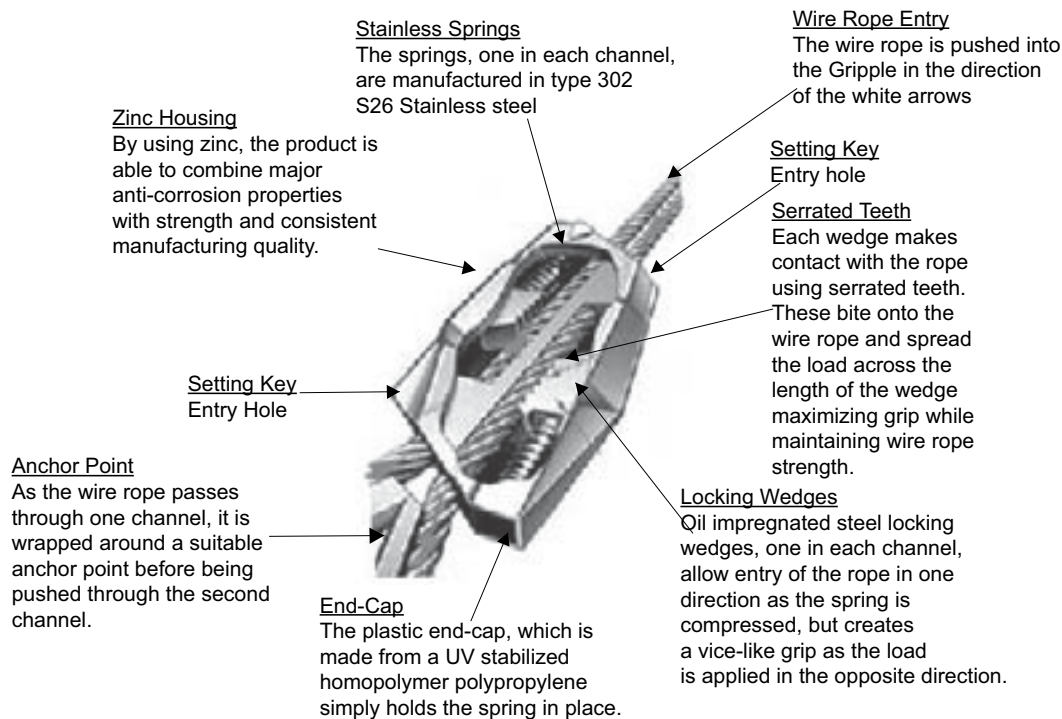 Stainless Springs
The springs, one in each channel,
are manufactured in type 302
S26 Stainless steel
Wire Rope Entry
The wire rope is pushed into
the Gripple in the direction
of the white arrows
Zinc Housing
By using zinc, the product is
able to combine major
anti-corrosion properties
with strength and consistent
manufacturing quality.
Setting Key
Entry hole
Serrated Teeth
Each wedge makes
contact with the rope
using serrated teeth.
These bite onto the
wire rope and spread
the load across the
length of the wedge
maximizing grip while
maintaining wire rope
strength.
Setting Key
Entry Hole
Anchor Point
As the wire rope passes
through one channel, it is
wrapped around a suitable
anchor point before being
pushed through the second
channel.
Locking Wedges
Oil impregnated steel locking
wedges, one in each channel,
allow entry of the rope in one
direction as the spring is
compressed, but creates
a vice-like grip as the load
is applied in the opposite direction.
End-Cap
The plastic end-cap, which is
made from a UV stabilized
homopolymer polypropylene
simply holds the spring in place.